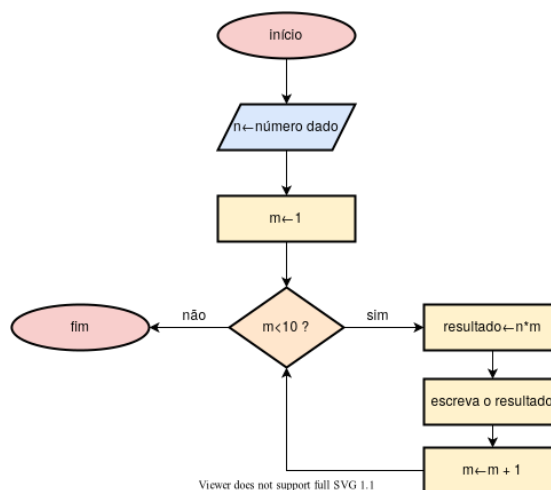 início
n←número dado
m←1
m<10 ?
não
fim
sim
resultado←n*m
escreva o resultado
m←m + 1
Viewer does not support full SVG 1.1